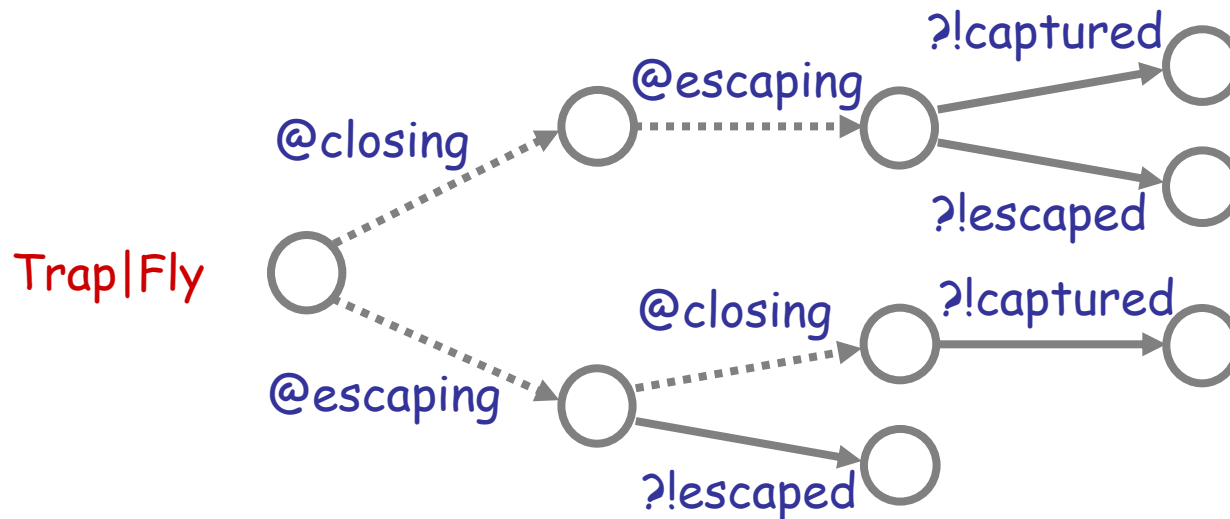 ?!captured
@escaping
@closing
?!escaped
Trap|Fly
@closing
?!captured
@escaping
?!escaped